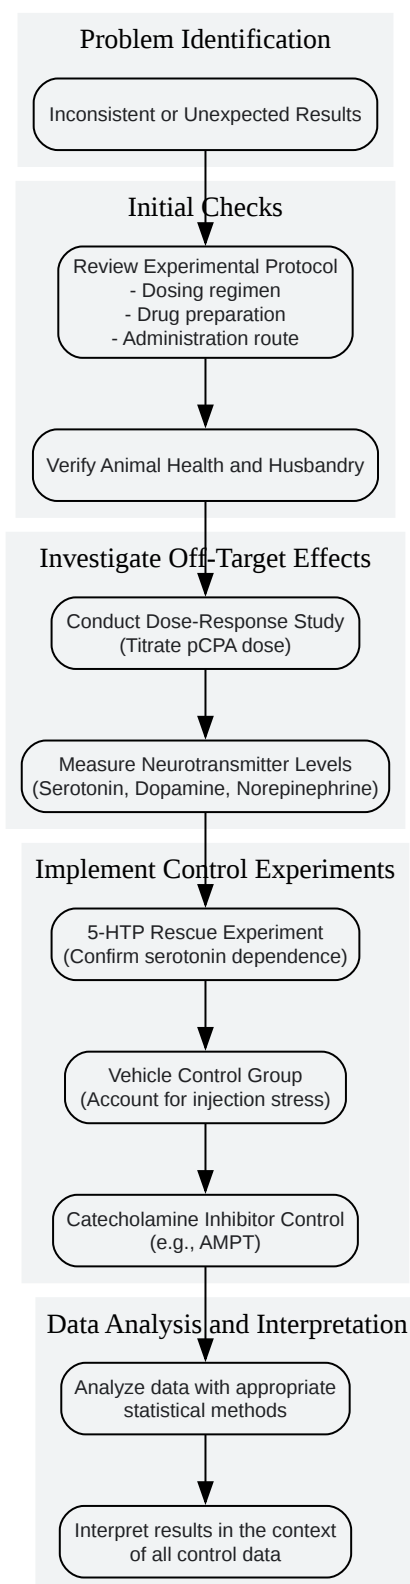 Problem Identification
Inconsistent or Unexpected Results
Initial Checks
Review Experimental Protocol
- Dosing regimen
- Drug preparation
- Administration route
Verify Animal Health and Husbandry
Investigate Off-Target Effects
Conduct Dose-Response Study
(Titrate pCPA dose)
Measure Neurotransmitter Levels
(Serotonin, Dopamine, Norepinephrine)
Implement Control Experiments
5-HTP Rescue Experiment
(Confirm serotonin dependence)
Vehicle Control Group
(Account for injection stress)
Catecholamine Inhibitor Control
(e.g., AMPT)
Data Analysis and Interpretation
Analyze data with appropriate
statistical methods
Interpret results in the context
of all control data